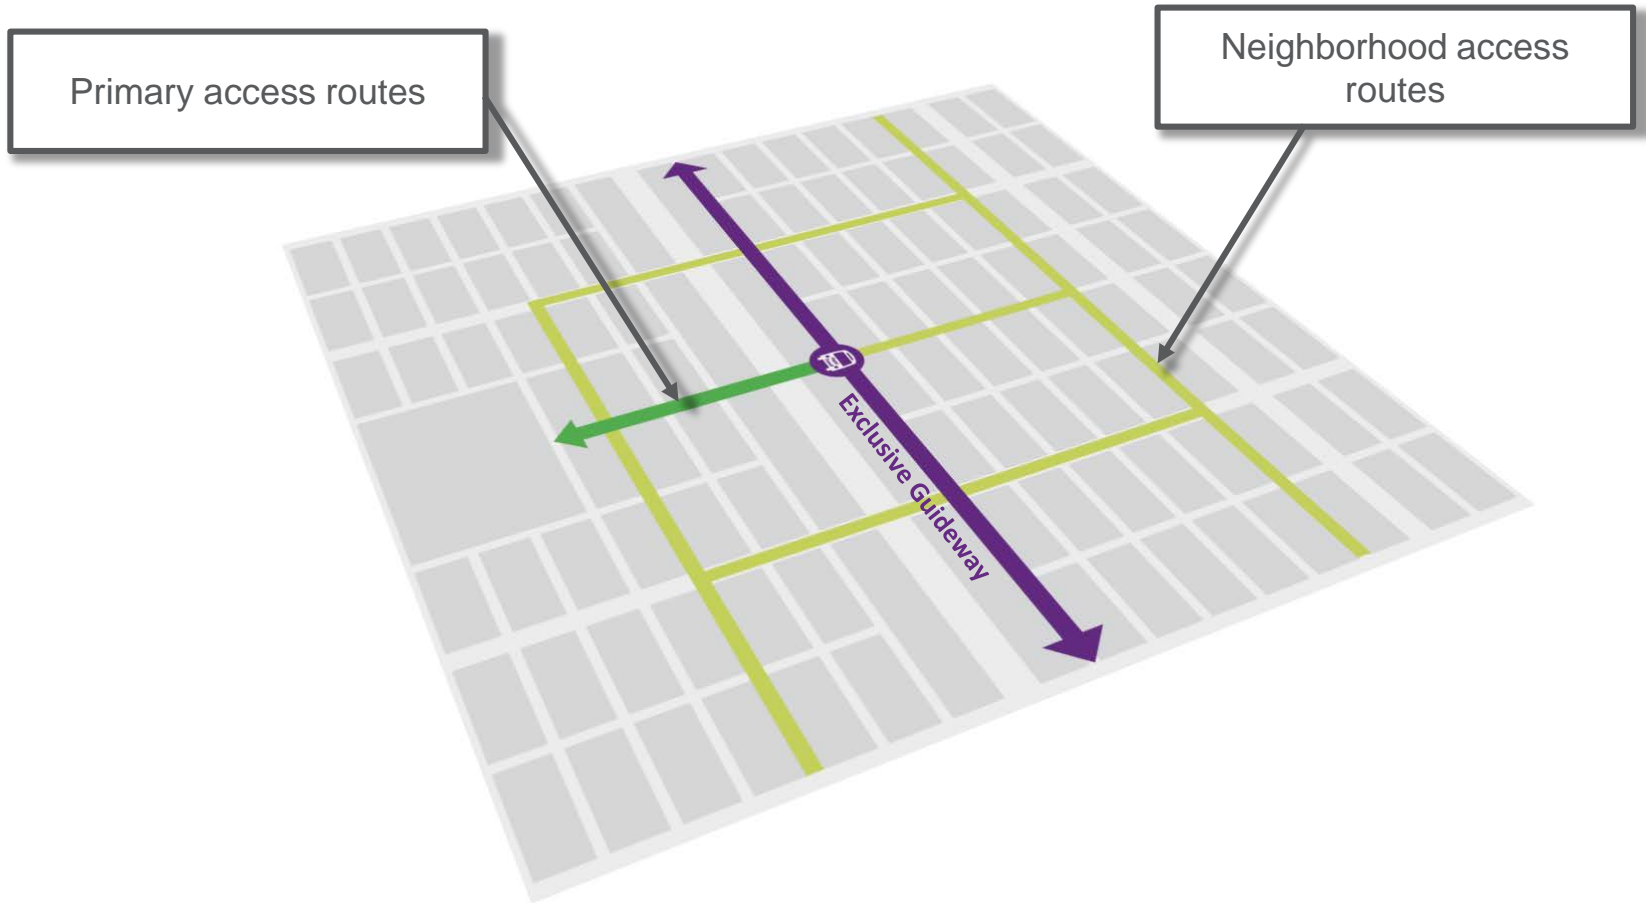 Primary access routes
Neighborhood access
routes
Exclusive Guideway